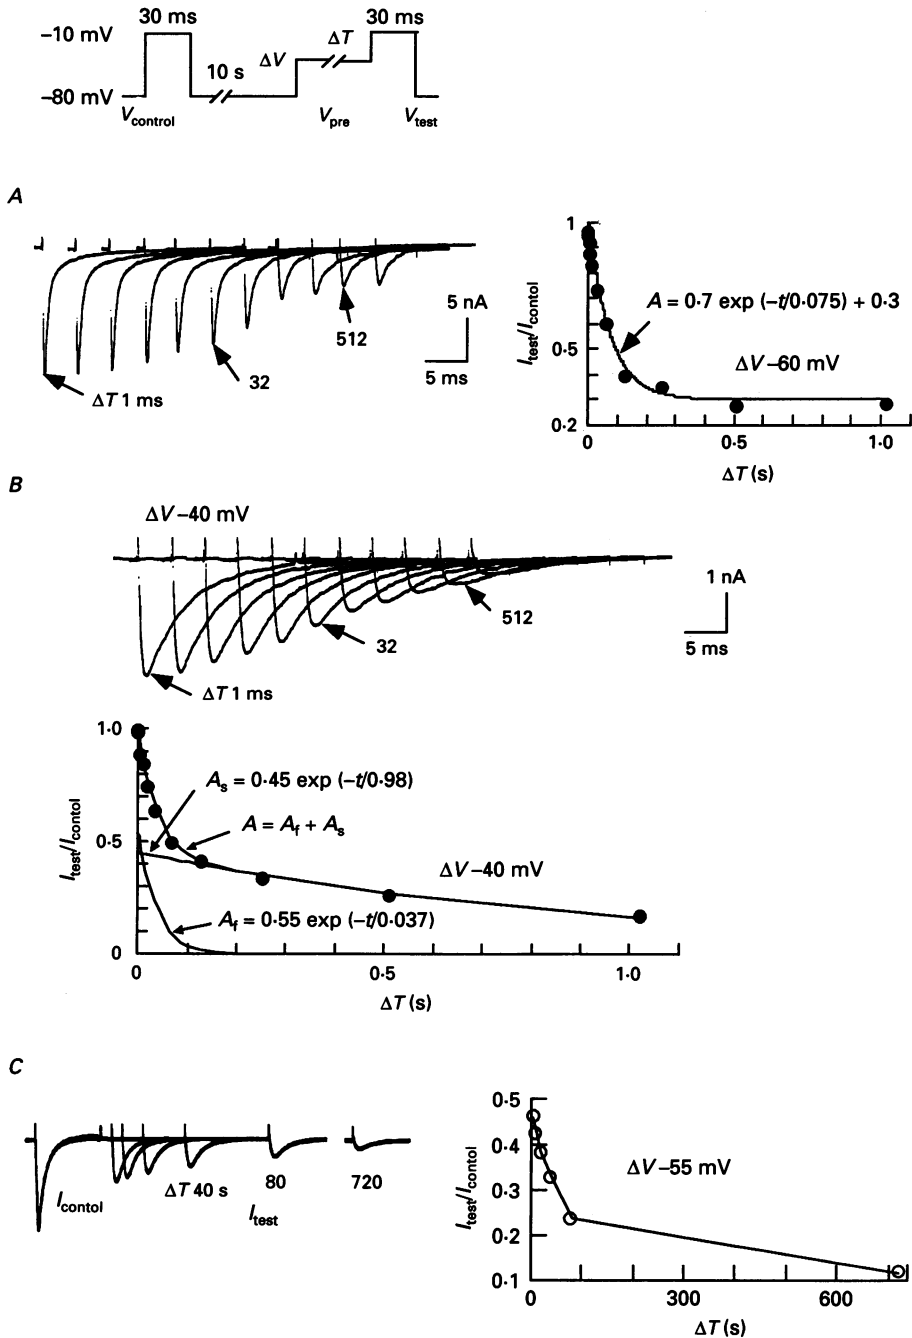 30 ms
30 ms
–10 mV
ΔT
ΔV
10 s
–80 mV
Vcontrol
Vpre
Vtest
A
5 nA
5 ms
512
32
ΔT 1 ms
1
0·5
0·2
Itest/Icontol
A = 0·7 exp (–t/0·075) + 0·3
ΔV –60 mV
0
0·5
1·0
ΔT (s)
B
ΔV –40 mV
1 nA
5 ms
512
32
ΔT 1 ms
1·0
0·5
0
Itest/Icontol
As = 0·45 exp (–t/0·98)
A = Af + As
ΔV –40 mV
Af = 0·55 exp (–t/0·037)
0
0·5
1·0
ΔT (s)
C
Icontol
ΔT 40 s
80
720
Itest
0·5
0·4
0·3
0·2
0·1
Itest/Icontol
ΔV –55 mV
0
300
600
ΔT (s)